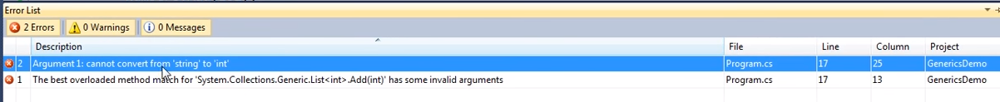 Error List
2 Errors 0 Warnings 0 Messages
Description File Line Column Project
2 Argument 1: cannot convert from 'string' to 'int' Program.cs 17 25 GenericsDemo
1 The best overloaded method match for 'System.Collections.Generic.List<int>.Add(int)' has some invalid arguments Program.cs 17 13 GenericsDemo